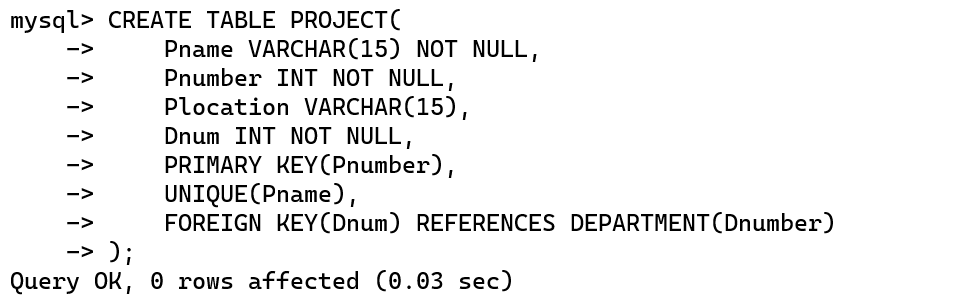 mysql> CREATE TABLE PROJECT(
    ->     Pname VARCHAR(15) NOT NULL,
    ->     Pnumber INT NOT NULL,
    ->     Plocation VARCHAR(15),
    ->     Dnum INT NOT NULL,
    ->     PRIMARY KEY(Pnumber),
    ->     UNIQUE(Pname),
    ->     FOREIGN KEY(Dnum) REFERENCES DEPARTMENT(Dnumber)
    -> );
Query OK, 0 rows affected (0.03 sec)